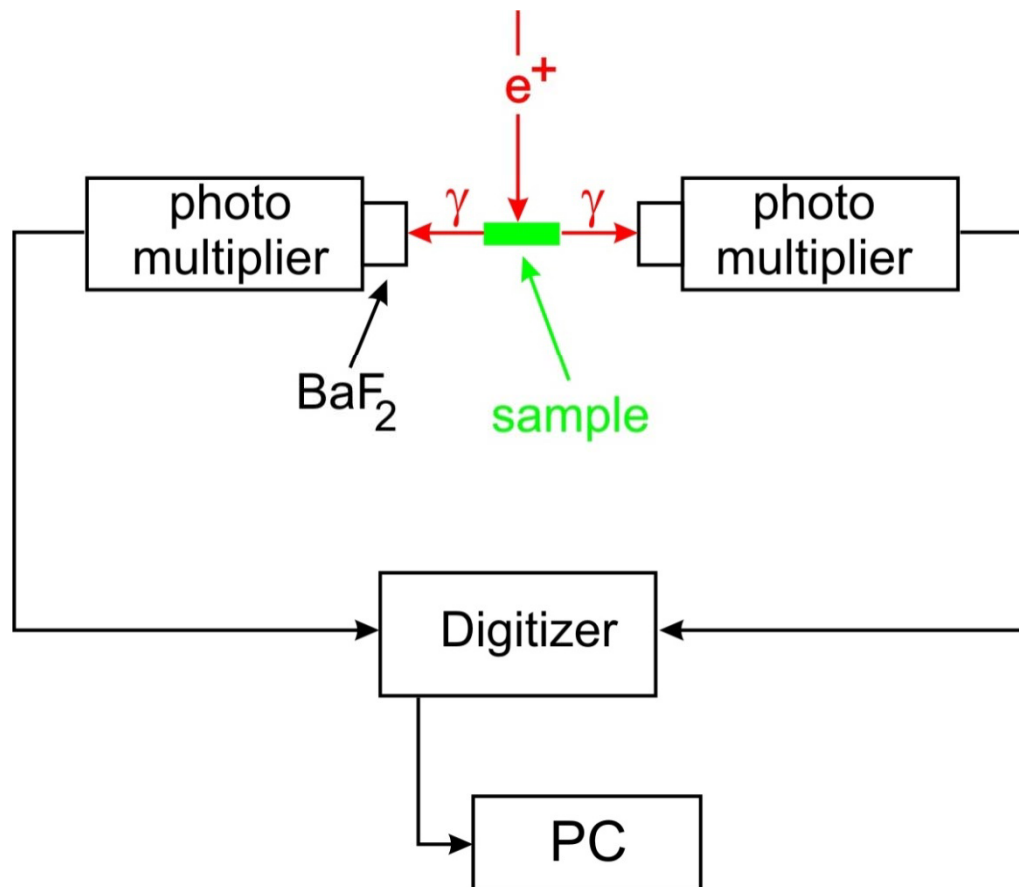 e⁺
photo
multiplier
γ
γ
photo
multiplier
BaF₂
sample
Digitizer
PC